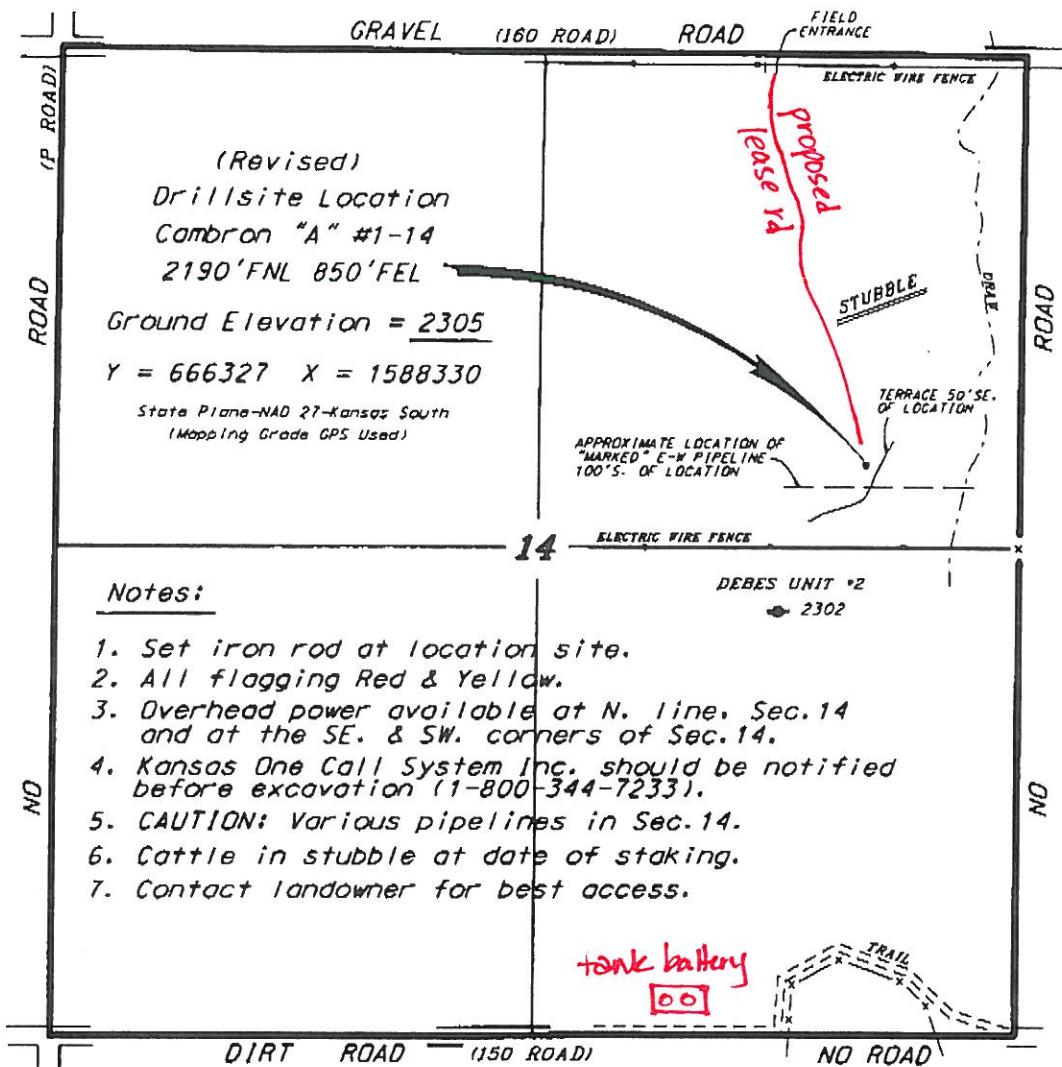 GRAVEL (160 ROAD) ROAD
FIELD
ENTRANCE
ELECTRIC WIRE FENCE
(P ROAD)
ROAD
proposed
lease rd
(Revised)
Drillsite Location
Cambron "A" #1-14
2190'FNL 850'FEL
Ground Elevation = 2305
Y = 666327 X = 1588330
State Plane-NAD 27-Kansas South
(Mapping Grade GPS Used)
STUBBLE
DRAW
ROAD
TERRACE 50'SE.
OF LOCATION
APPROXIMATE LOCATION OF
"MARKED" E-W PIPELINE
100'S. OF LOCATION
14
ELECTRIC WIRE FENCE
DEBES UNIT #2
2302
Notes:
1. Set iron rod at location site.
2. All flagging Red & Yellow.
3. Overhead power available at N. line, Sec.14
and at the SE. & SW. corners of Sec.14.
4. Kansas One Call System Inc. should be notified
before excavation (1-800-344-7233).
5. CAUTION: Various pipelines in Sec.14.
6. Cattle in stubble at date of staking.
7. Contact landowner for best access.
NO
NO
tank battery
TRAIL
DIRT ROAD (150 ROAD)
NO ROAD